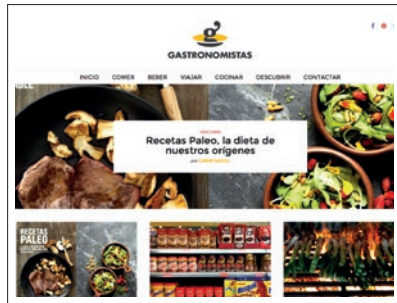 GASTRONOMISTAS
INICIO COMER BEBER VIAJAR COCINAR DESCUBRIR CONTACTAR
Recetas Paleo, la dieta de
nuestros orígenes
RECETAS
PALEO